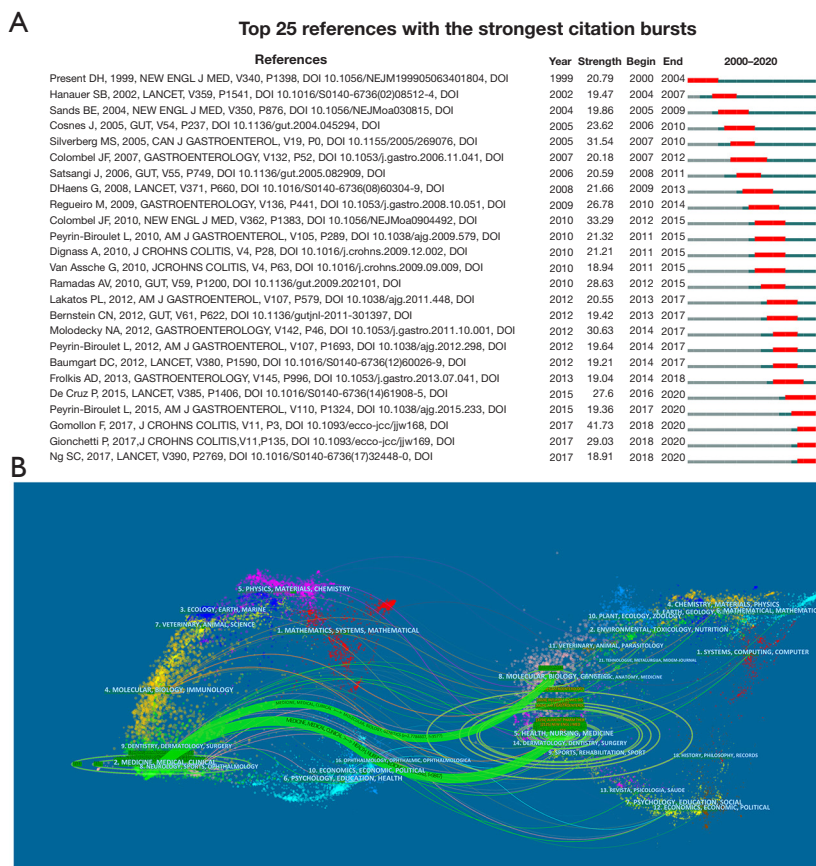 A
Top 25 references with the strongest citation bursts
References Year Strength Begin End 2000–2020
Present DH, 1999, NEW ENGL J MED, V340, P1398, DOI 10.1056/NEJM199905063401804, DOI 1999 20.79 2000 2004
Hanauer SB, 2002, LANCET, V359, P1541, DOI 10.1016/S0140-6736(02)08512-4, DOI 2002 19.47 2004 2007
Sands BE, 2004, NEW ENGL J MED, V350, P876, DOI 10.1056/NEJMoa030815, DOI 2004 19.86 2005 2009
Cosnes J, 2005, GUT, V54, P237, DOI 10.1136/gut.2004.045294, DOI 2005 23.62 2006 2010
Silverberg MS, 2005, CAN J GASTROENTEROL, V19, P0, DOI 10.1155/2005/269076, DOI 2005 31.54 2007 2010
Colombel JF, 2007, GASTROENTEROLOGY, V132, P52, DOI 10.1053/j.gastro.2006.11.041, DOI 2007 20.18 2007 2012
Satsangi J, 2006, GUT, V55, P749, DOI 10.1136/gut.2005.082909, DOI 2006 20.59 2008 2011
DHaens G, 2008, LANCET, V371, P660, DOI 10.1016/S0140-6736(08)60304-9, DOI 2008 21.66 2009 2013
Regueiro M, 2009, GASTROENTEROLOGY, V136, P441, DOI 10.1053/j.gastro.2008.10.051, DOI 2009 26.78 2010 2014
Colombel JF, 2010, NEW ENGL J MED, V362, P1383, DOI 10.1056/NEJMoa0904492, DOI 2010 33.29 2012 2015
Peyrin-Biroulet L, 2010, AM J GASTROENTEROL, V105, P289, DOI 10.1038/ajg.2009.579, DOI 2010 21.32 2011 2015
Dignass A, 2010, J CROHNS COLITIS, V4, P28, DOI 10.1016/j.crohns.2009.12.002, DOI 2010 21.21 2011 2015
Van Assche G, 2010, JCROHNS COLITIS, V4, P63, DOI 10.1016/j.crohns.2009.09.009, DOI 2010 18.94 2011 2015
Ramadas AV, 2010, GUT, V59, P1200, DOI 10.1136/gut.2009.202101, DOI 2010 28.63 2012 2015
Lakatos PL, 2012, AM J GASTROENTEROL, V107, P579, DOI 10.1038/ajg.2011.448, DOI 2012 20.55 2013 2017
Bernstein CN, 2012, GUT, V61, P622, DOI 10.1136/gutjnl-2011-301397, DOI 2012 19.42 2013 2017
Molodecky NA, 2012, GASTROENTEROLOGY, V142, P46, DOI 10.1053/j.gastro.2011.10.001, DOI 2012 30.63 2014 2017
Peyrin-Biroulet L, 2012, AM J GASTROENTEROL, V107, P1693, DOI 10.1038/ajg.2012.298, DOI 2012 19.64 2014 2017
Baumgart DC, 2012, LANCET, V380, P1590, DOI 10.1016/S0140-6736(12)60026-9, DOI 2012 19.21 2014 2017
Frolkis AD, 2013, GASTROENTEROLOGY, V145, P996, DOI 10.1053/j.gastro.2013.07.041, DOI 2013 19.04 2014 2018
De Cruz P, 2015, LANCET, V385, P1406, DOI 10.1016/S0140-6736(14)61908-5, DOI 2015 27.6 2016 2020
Peyrin-Biroulet L, 2015, AM J GASTROENTEROL, V110, P1324, DOI 10.1038/ajg.2015.233, DOI 2015 19.36 2017 2020
Gomollon F, 2017, J CROHNS COLITIS, V11, P3, DOI 10.1093/ecco-jcc/jjw168, DOI 2017 41.73 2018 2020
Gionchetti P, 2017,J CROHNS COLITIS,V11,P135, DOI 10.1093/ecco-jcc/jjw169, DOI 2017 29.03 2018 2020
Ng SC, 2017, LANCET, V390, P2769, DOI 10.1016/S0140-6736(17)32448-0, DOI 2017 18.91 2018 2020
B
5. PHYSICS, MATERIALS, CHEMISTRY
3. ECOLOGY, EARTH, MARINE
7. VETERINARY, ANIMAL, SCIENCE
1. MATHEMATICS, SYSTEMS, MATHEMATICAL
4. MOLECULAR, BIOLOGY, IMMUNOLOGY
9. DENTISTRY, DERMATOLOGY, SURGERY
2. MEDICINE, MEDICAL, CLINICAL
NEUROLOGY, SPORTS, OPHTHALMOLOGY
10. ECONOMICS, ECONOMIC, POLITICAL
6. PSYCHOLOGY, EDUCATION, HEALTH
4. CHEMISTRY, MATERIALS, PHYSICS
EARTH, GEOLOGY
MATHEMATICAL, MATHEMAT
10. PLANT, ECOLOGY, ZOOLOGY
2. ENVIRONMENTAL, TOXICOLOGY, NUTRITION
11. VETERINARY, ANIMAL, PARASITOLOGY
1. SYSTEMS, COMPUTING, COMPUTER
8. MOLECULAR, BIOLOGY, GENETICS
5. HEALTH, NURSING, MEDICINE
14. DERMATOLOGY, DENTISTRY, SURGERY
SPORTS, REHABILITATION, SPORT
HISTORY, PHILOSOPHY, RECORDS
13. REVISTA, PSICOLOGIA, SAUDE
PSYCHOLOGY, EDUCATION, SOCIAL
12. ECONOMICS, ECONOMIC, POLITICAL